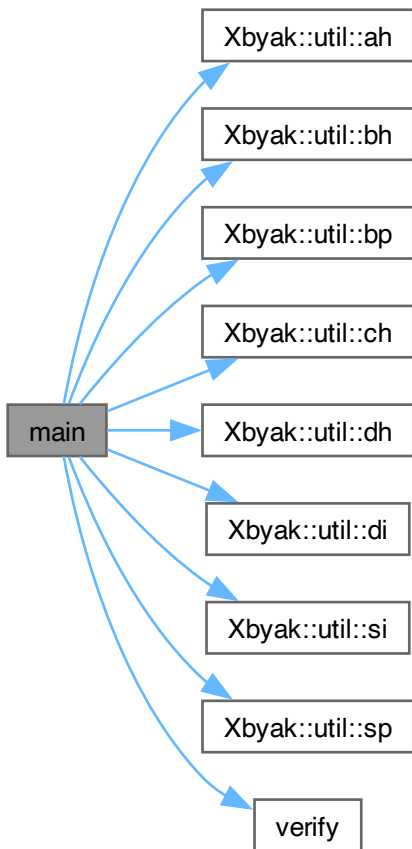 Xbyak::util::ah
Xbyak::util::bh
Xbyak::util::bp
Xbyak::util::ch
main
Xbyak::util::dh
Xbyak::util::di
Xbyak::util::si
Xbyak::util::sp
verify